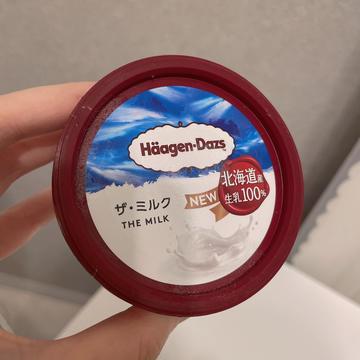 Häagen-Dazs
ザ・ミルク
THE MILK
NEW
北海道産
生乳100%